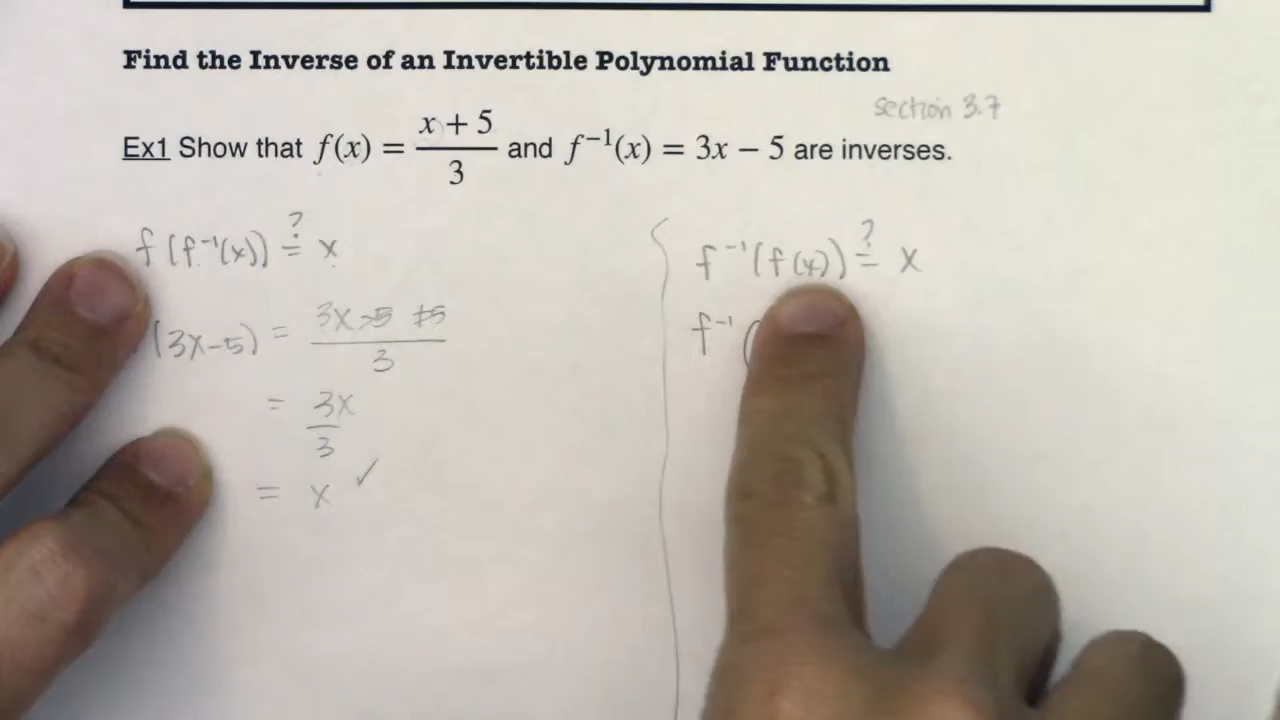 Find the Inverse of an Invertible Polynomial Function
section 3.7
Ex1 Show that f(x) = (x + 5)/3 and f⁻¹(x) = 3x − 5 are inverses.
f(f⁻¹(x)) ≟ x
(3x-5) = (3x-5+5)/3
= 3x/3
= x ✓
f⁻¹(f(x)) ≟ x
f⁻¹(